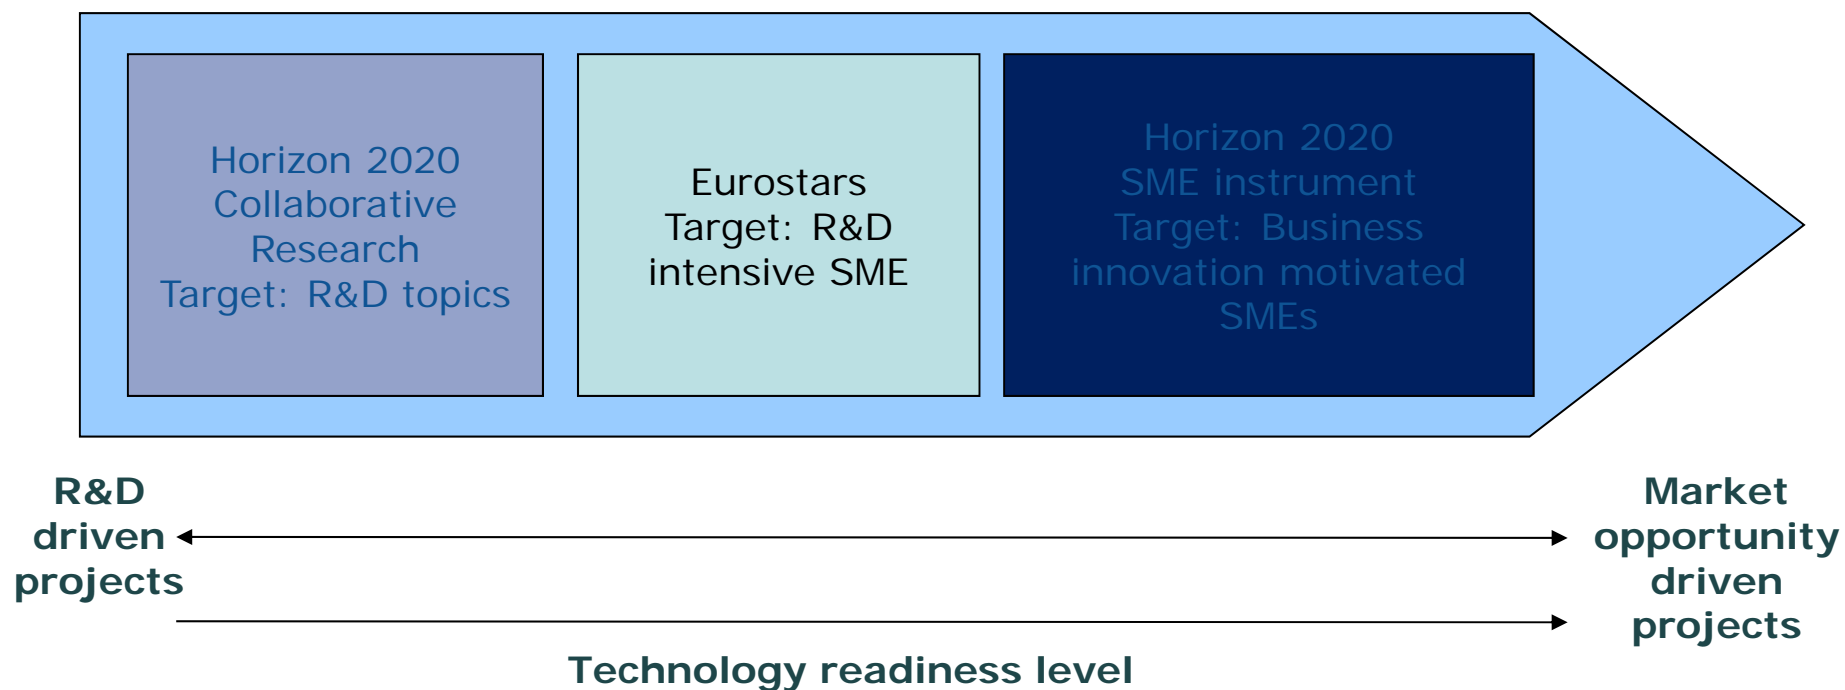 Horizon 2020
Collaborative
Research
Target: R&D topics
Eurostars
Target: R&D
intensive SME
Horizon 2020
SME instrument
Target: Business
innovation motivated
SMEs
R&D
driven
projects
Market
opportunity
driven
projects
Technology readiness level